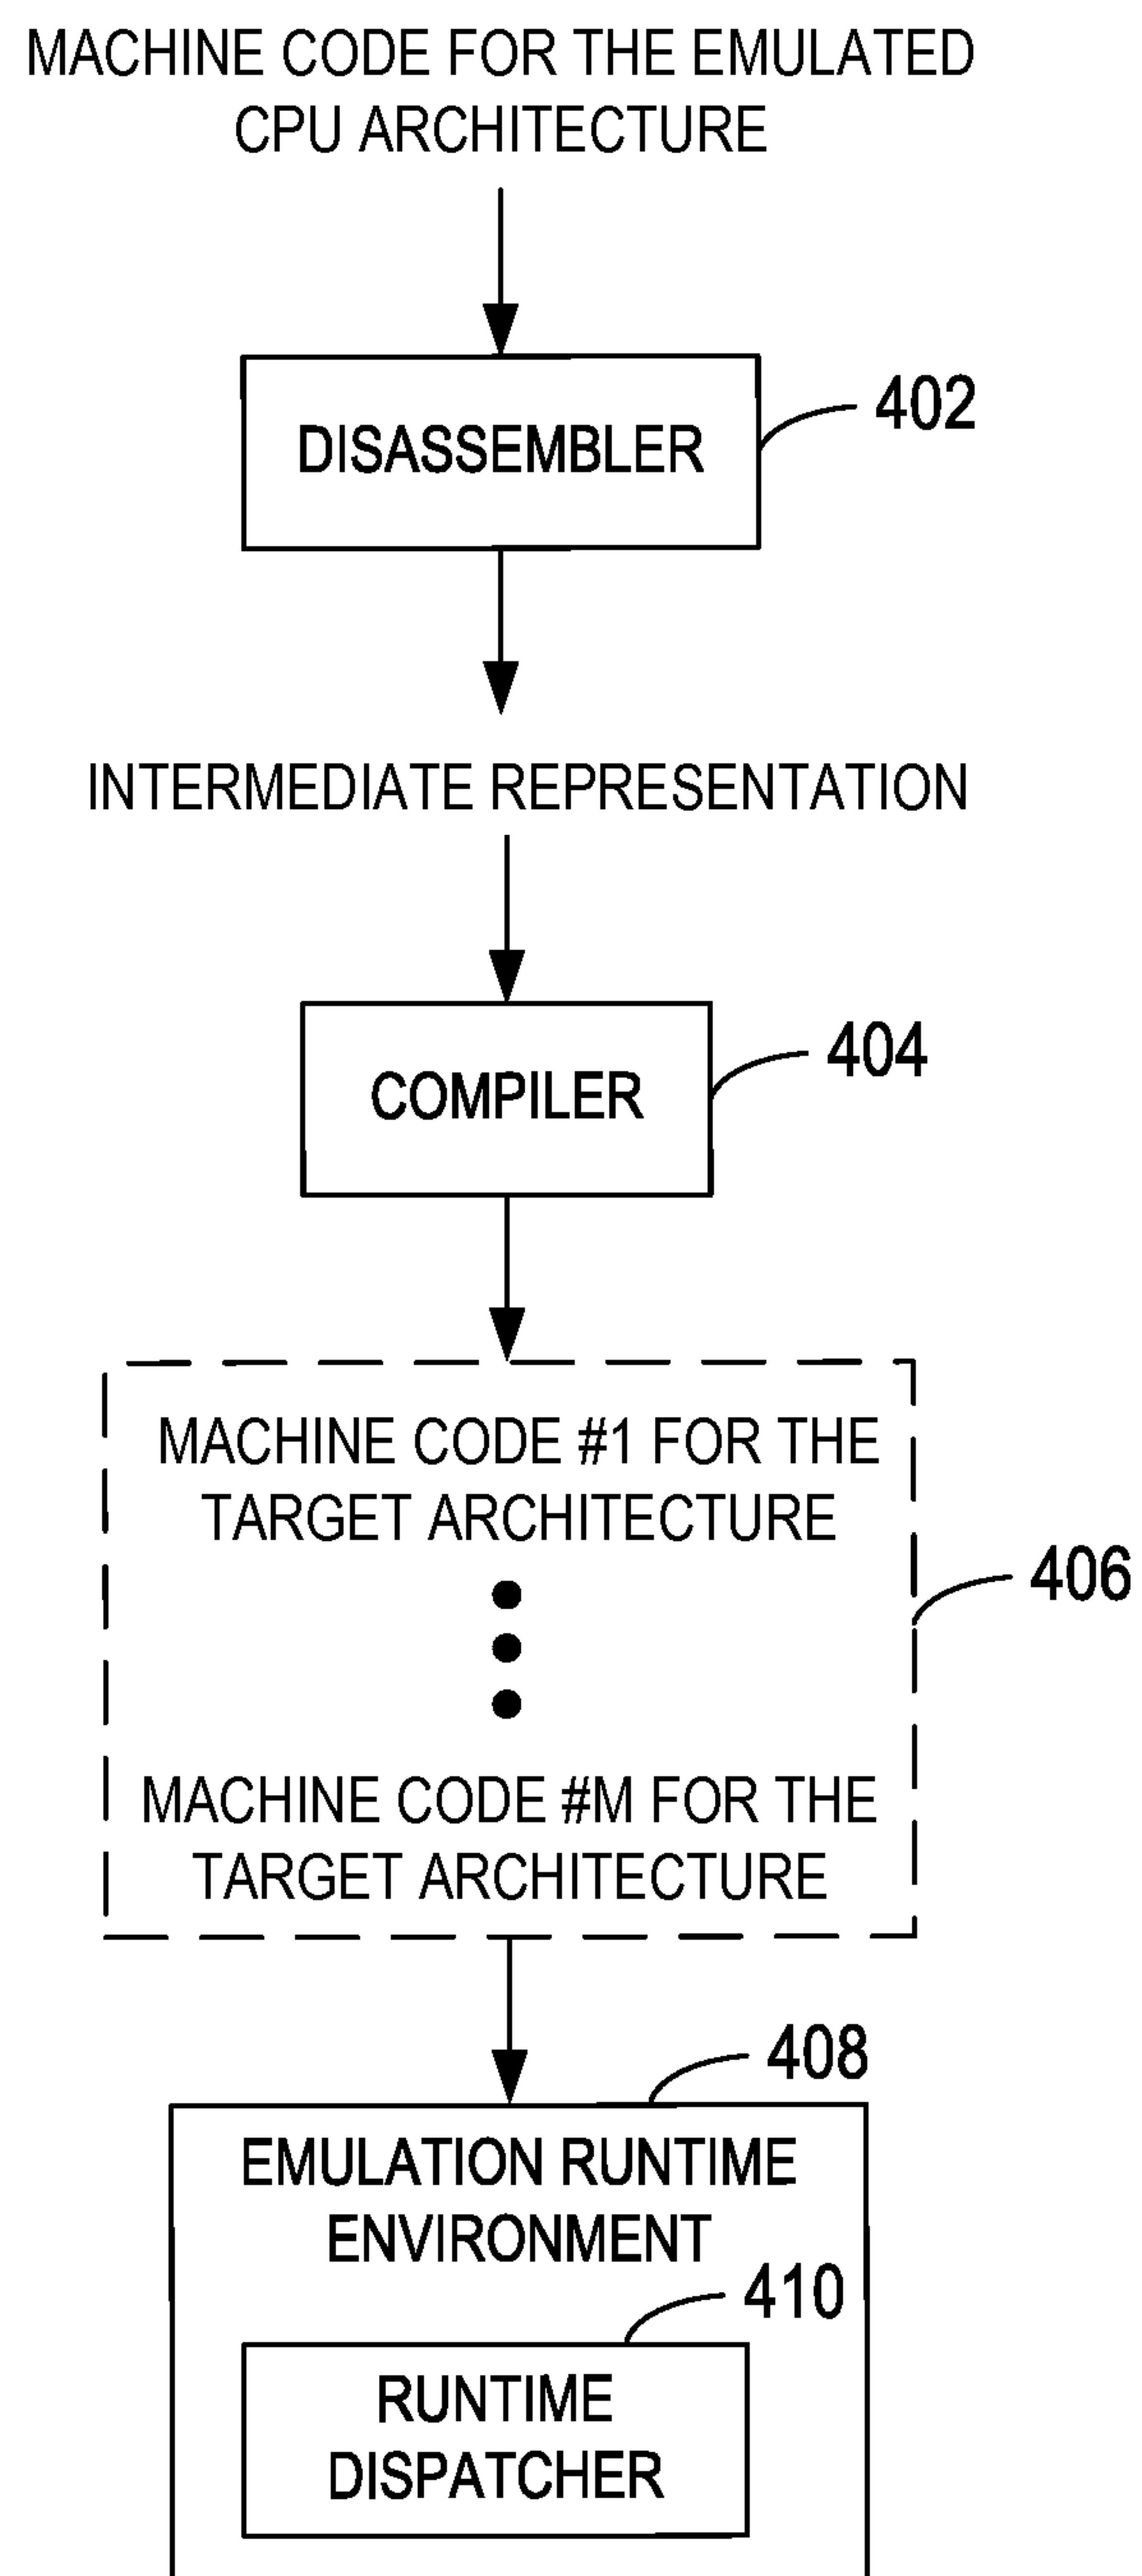 MACHINE CODE FOR THE EMULATED
CPU ARCHITECTURE
DISASSEMBLER
402
INTERMEDIATE REPRESENTATION
COMPILER
404
MACHINE CODE #1 FOR THE
TARGET ARCHITECTURE
406
MACHINE CODE #M FOR THE
TARGET ARCHITECTURE
408
EMULATION RUNTIME
ENVIRONMENT
410
RUNTIME
DISPATCHER